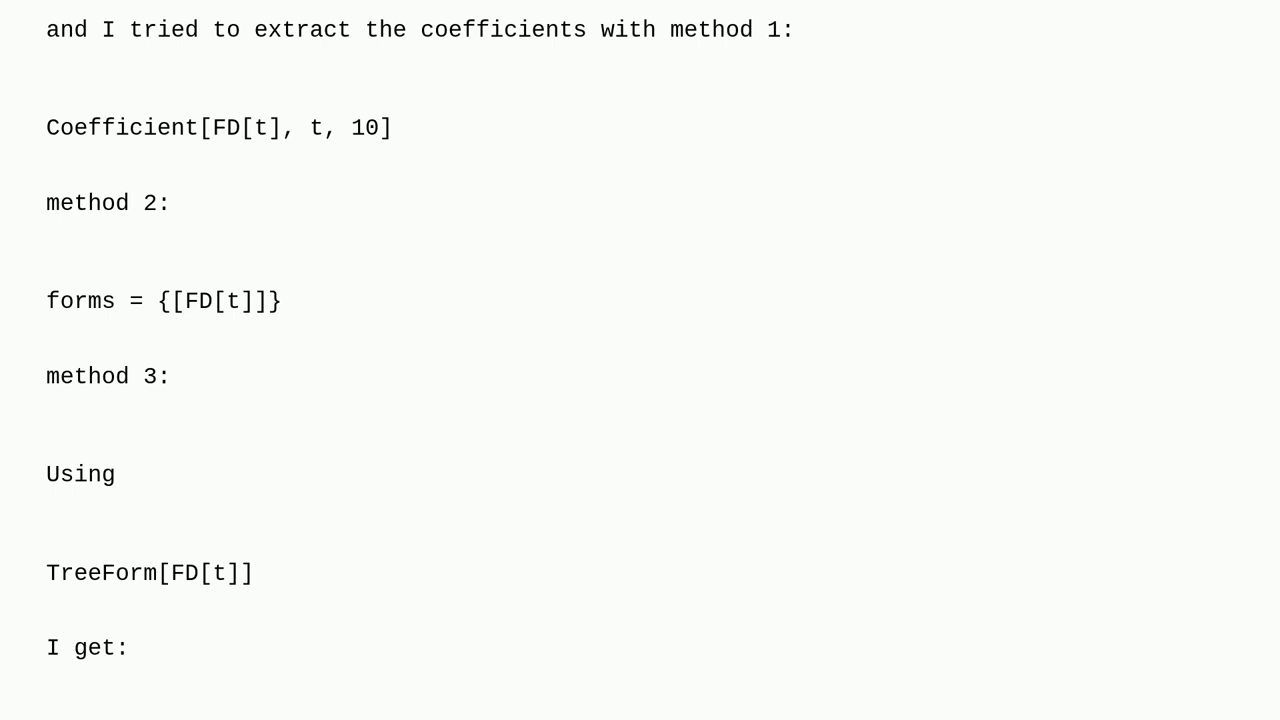 and I tried to extract the coefficients with method 1:
Coefficient[FD[t], t, 10]
method 2:
forms = {[FD[t]]}
method 3:
Using
TreeForm[FD[t]]
I get: